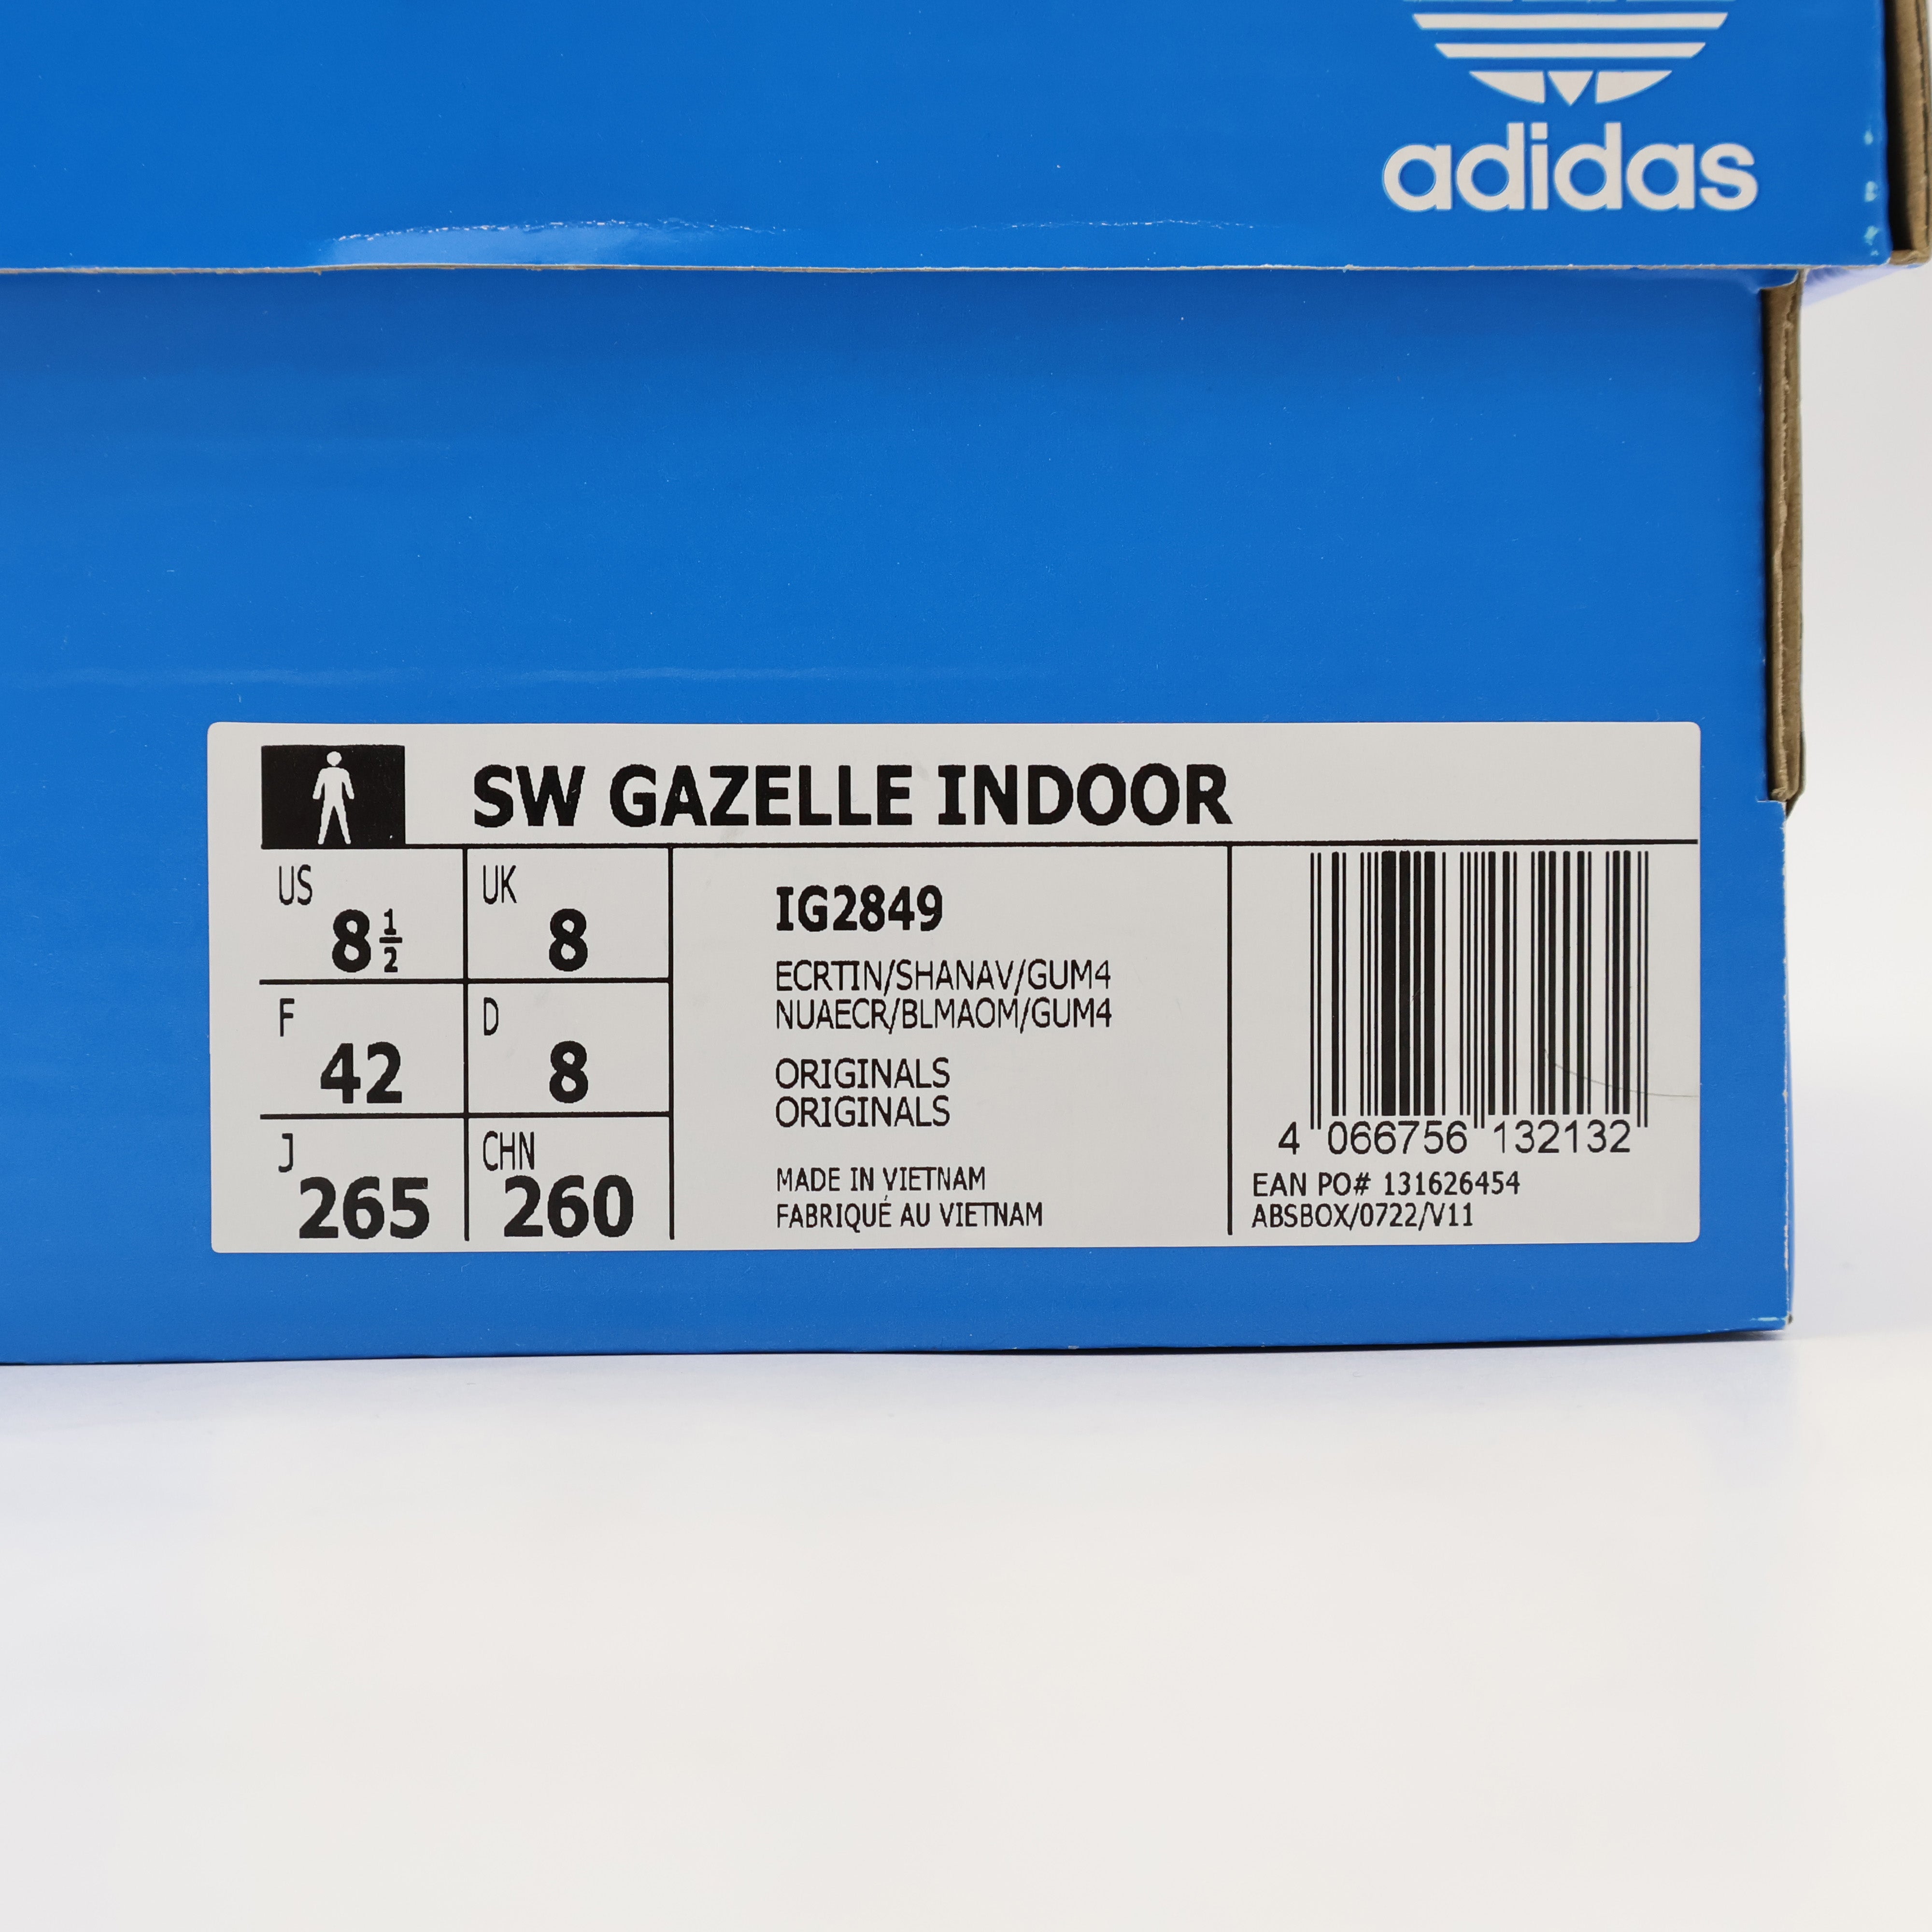 adidas
SW GAZELLE INDOOR
US
8 1/2
UK
8
F
42
D
8
J
265
CHN
260
IG2849
ECRTIN/SHANAV/GUM4
NUAECR/BLMAOM/GUM4
ORIGINALS
ORIGINALS
MADE IN VIETNAM
FABRIQUÉ AU VIETNAM
4 066756 132132
EAN PO# 131626454
ABSBOX/0722/V11